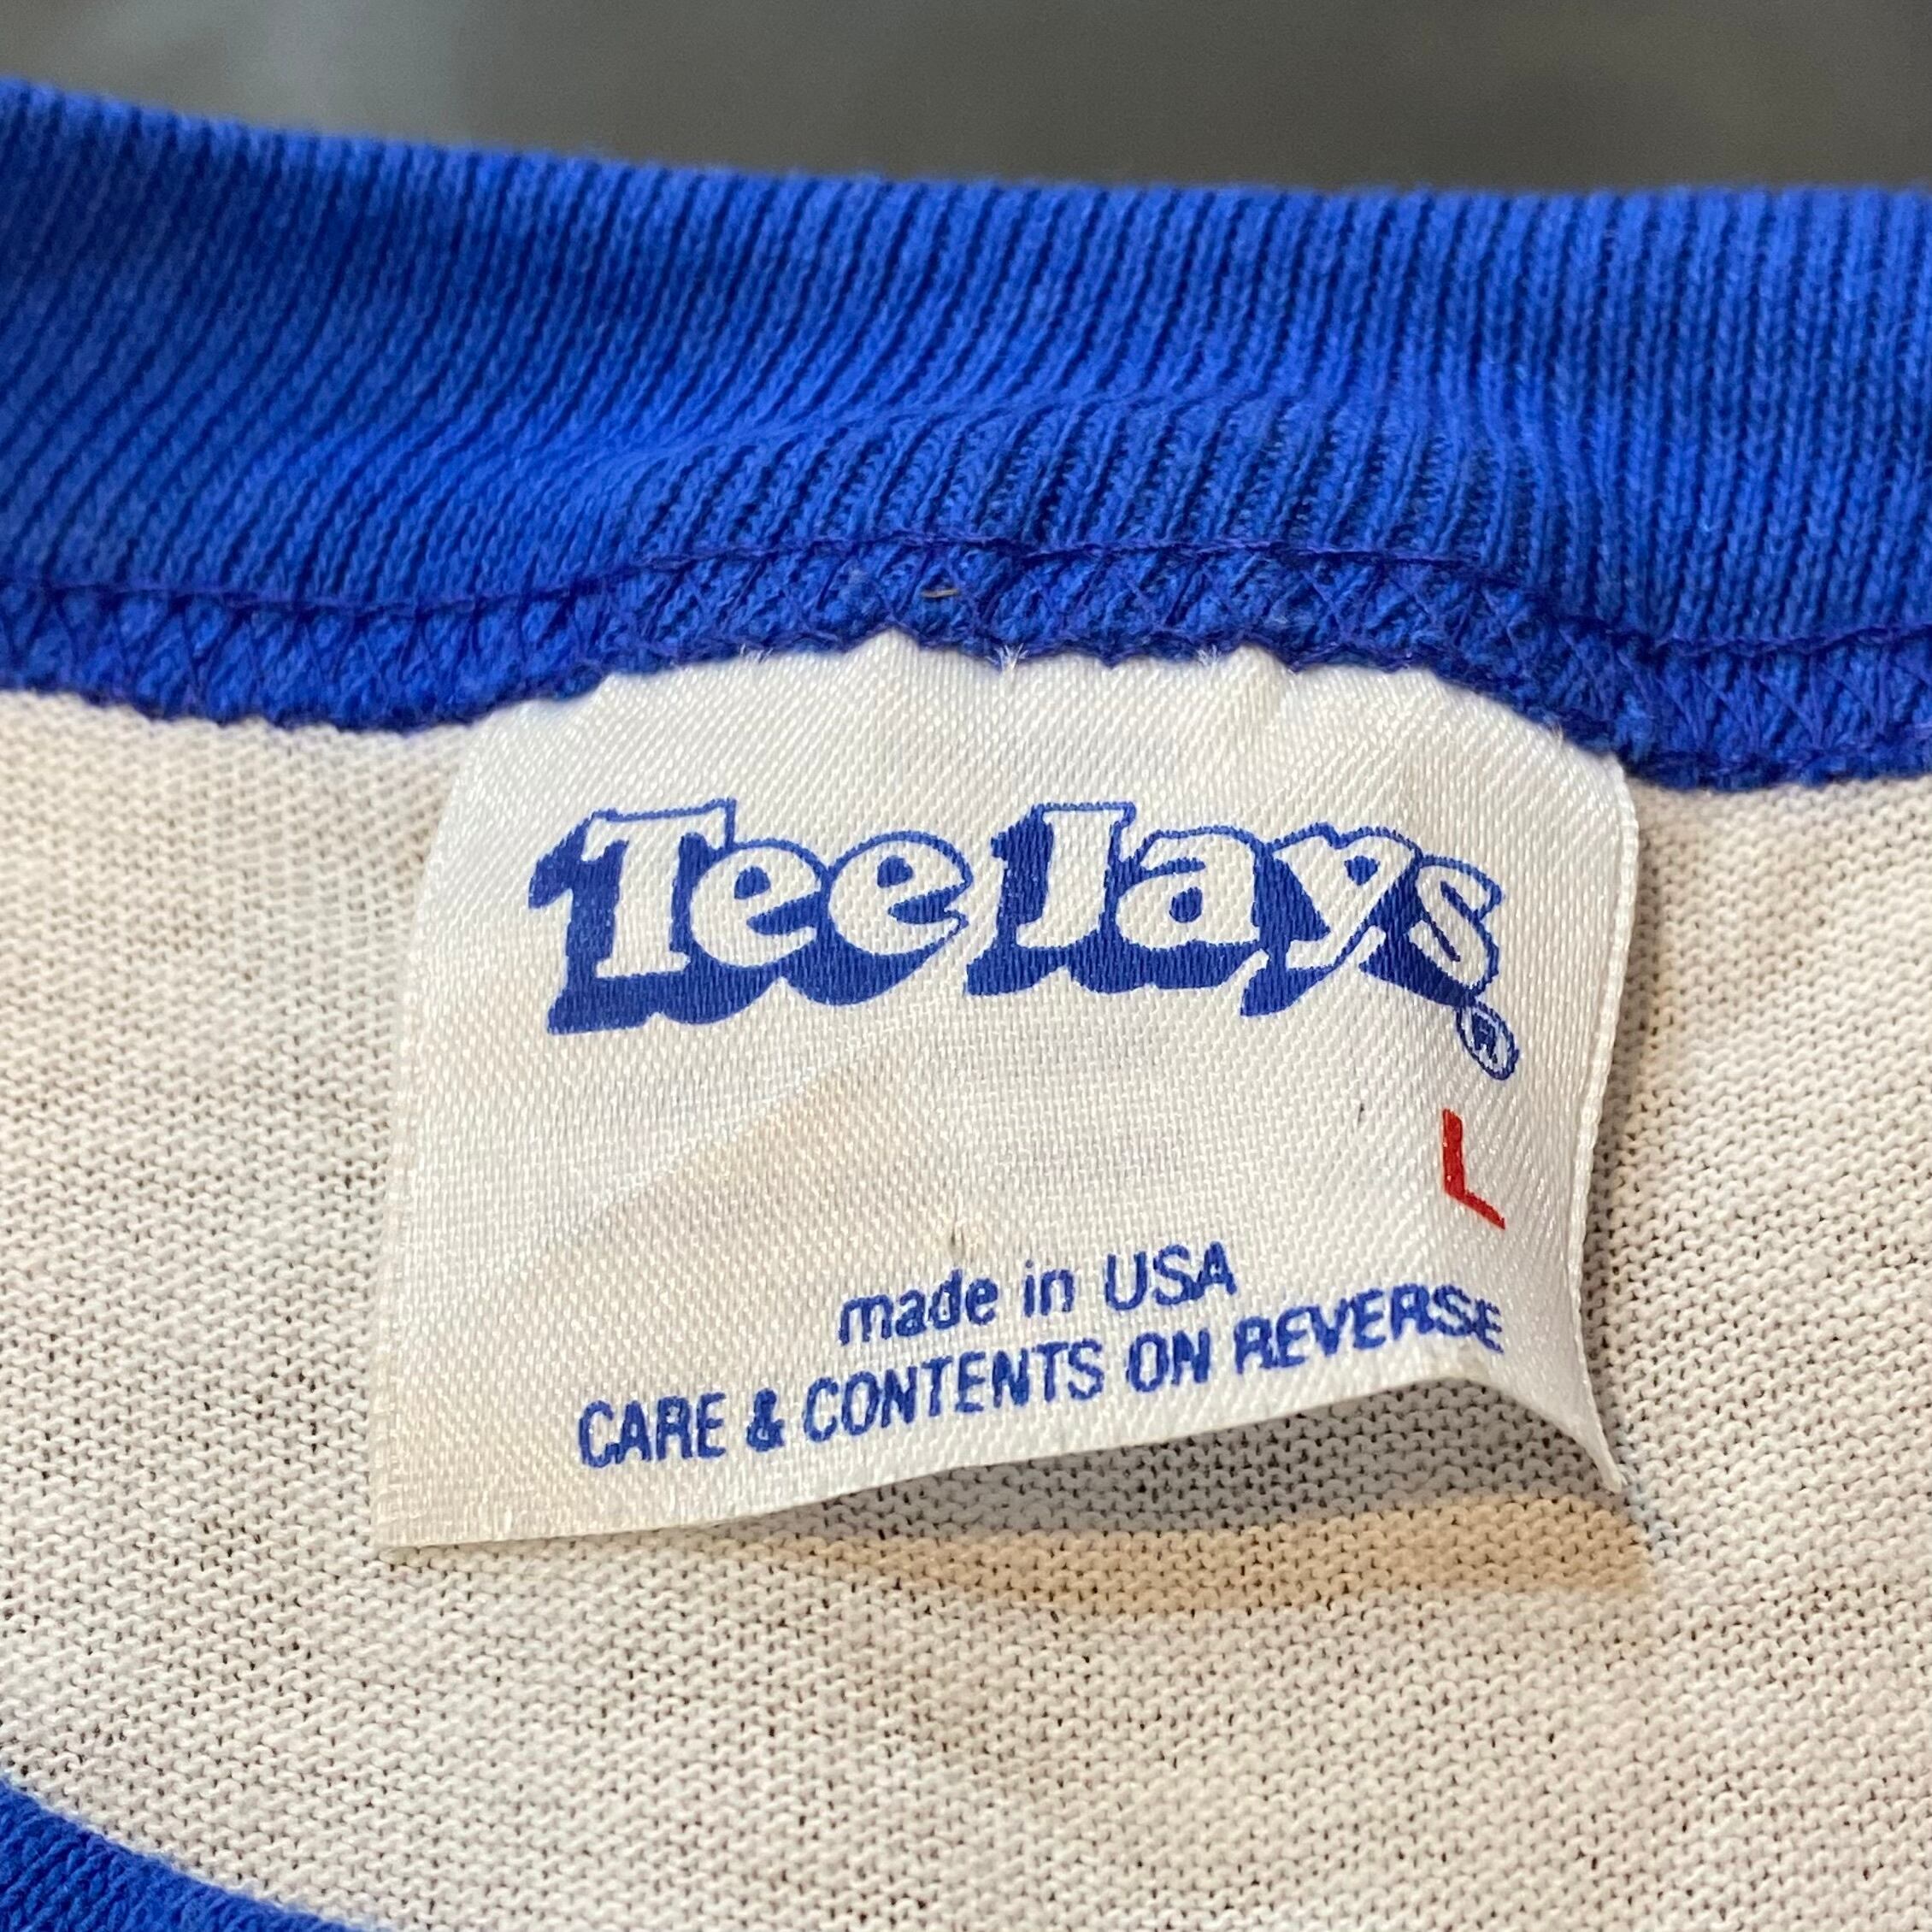 Tee Jays
®
L
made in USA
CARE & CONTENTS ON REVERSE